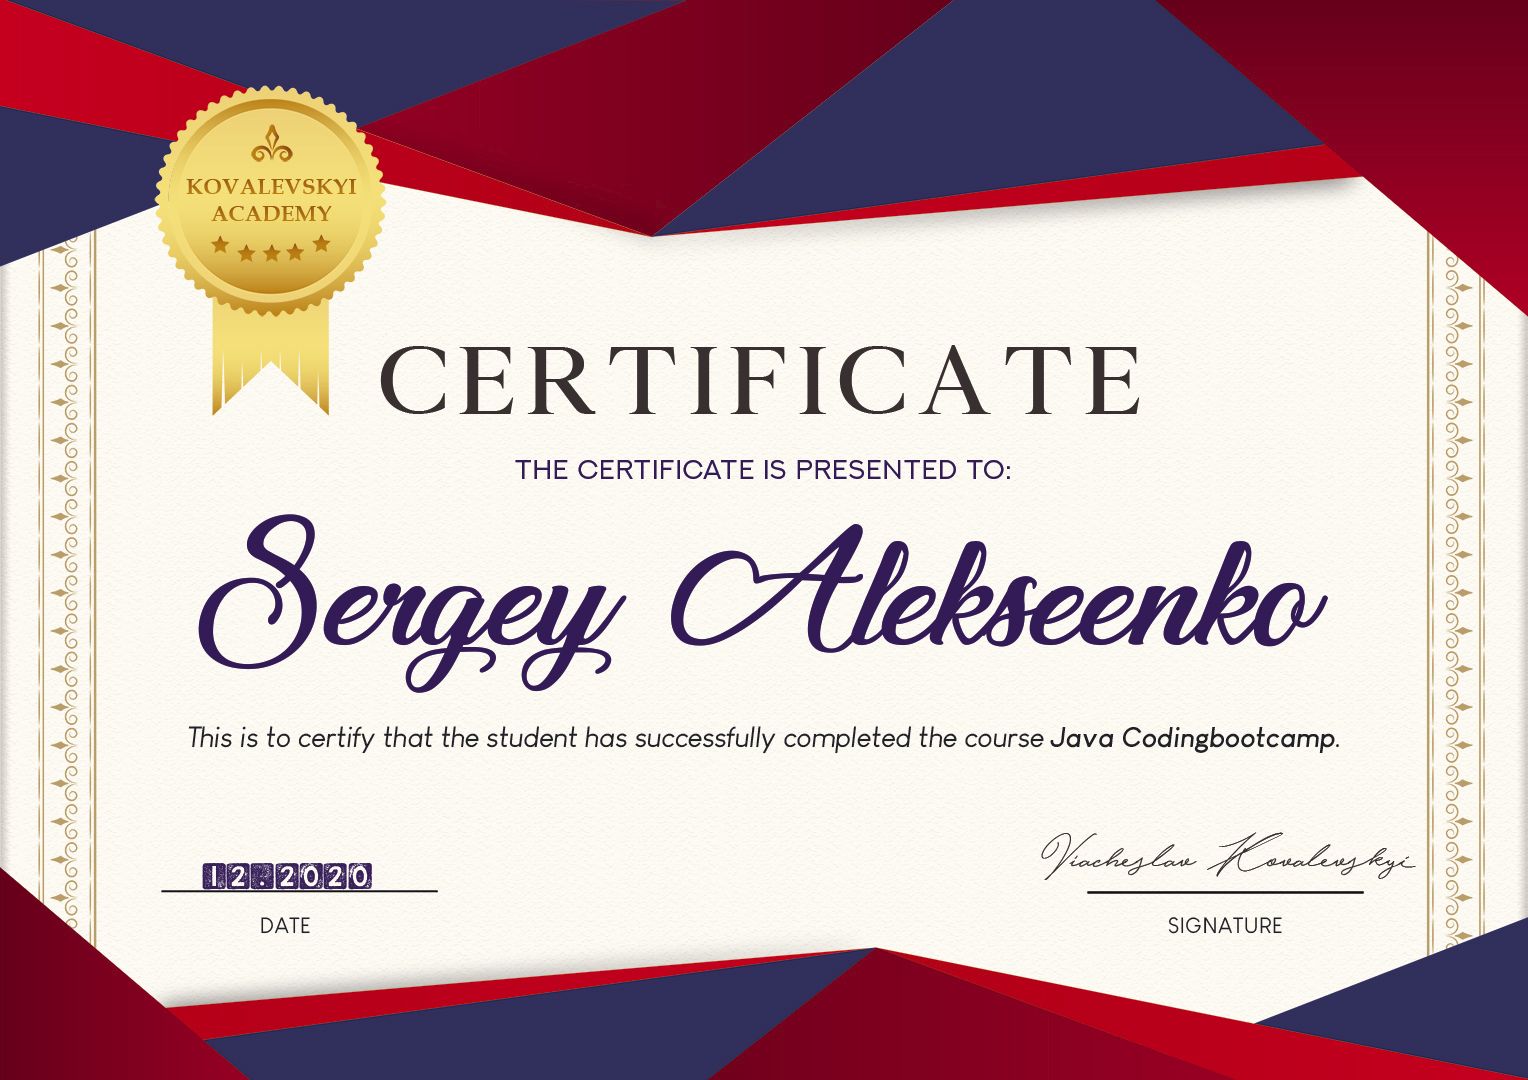 KOVALEVSKYI
ACADEMY
CERTIFICATE
THE CERTIFICATE IS PRESENTED TO:
Sergey Alekseenko
This is to certify that the student has successfully completed the course Java Codingbootcamp.
12.2020
Viacheslav Kovalevskyi
DATE
SIGNATURE